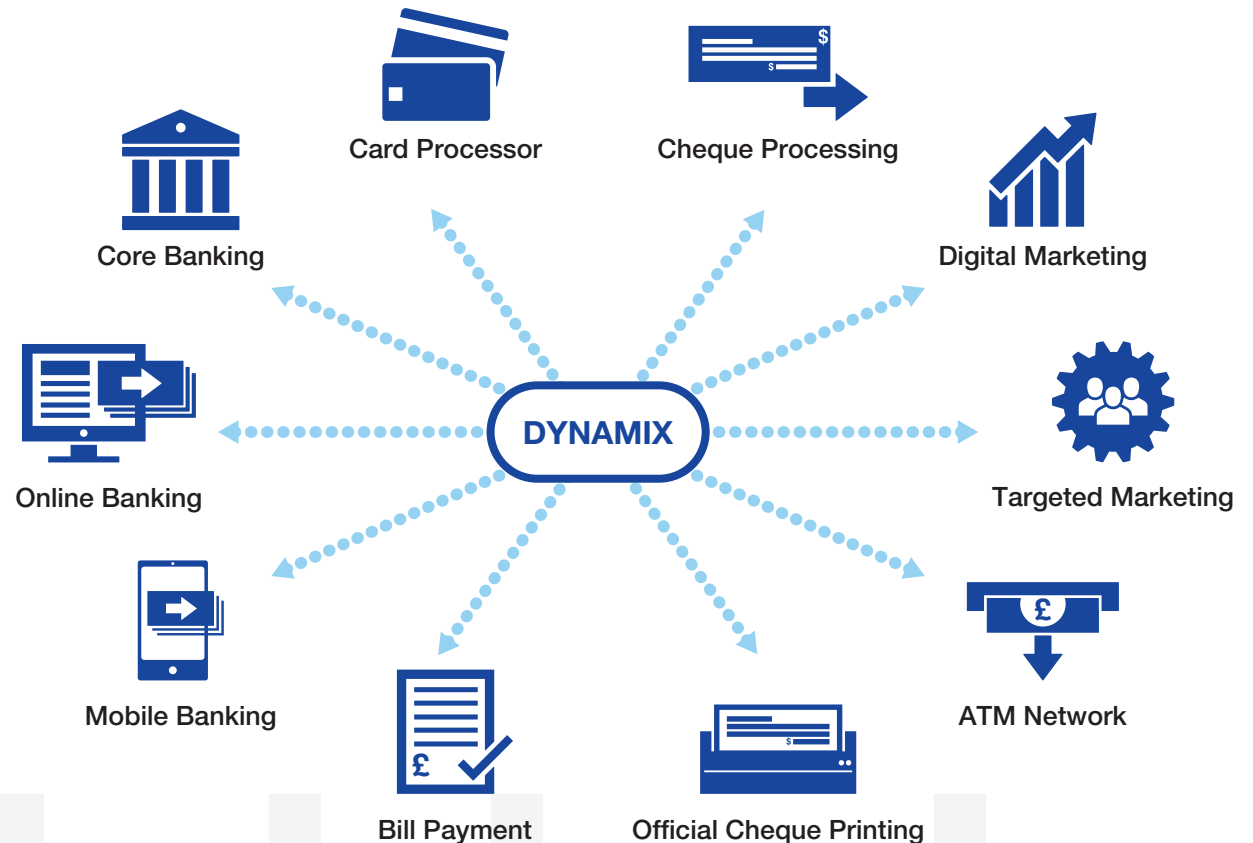 Card Processor
Cheque Processing
$
$
Core Banking
Digital Marketing
DYNAMIX
Online Banking
Targeted Marketing
£
Mobile Banking
ATM Network
£
$
Bill Payment
Official Cheque Printing